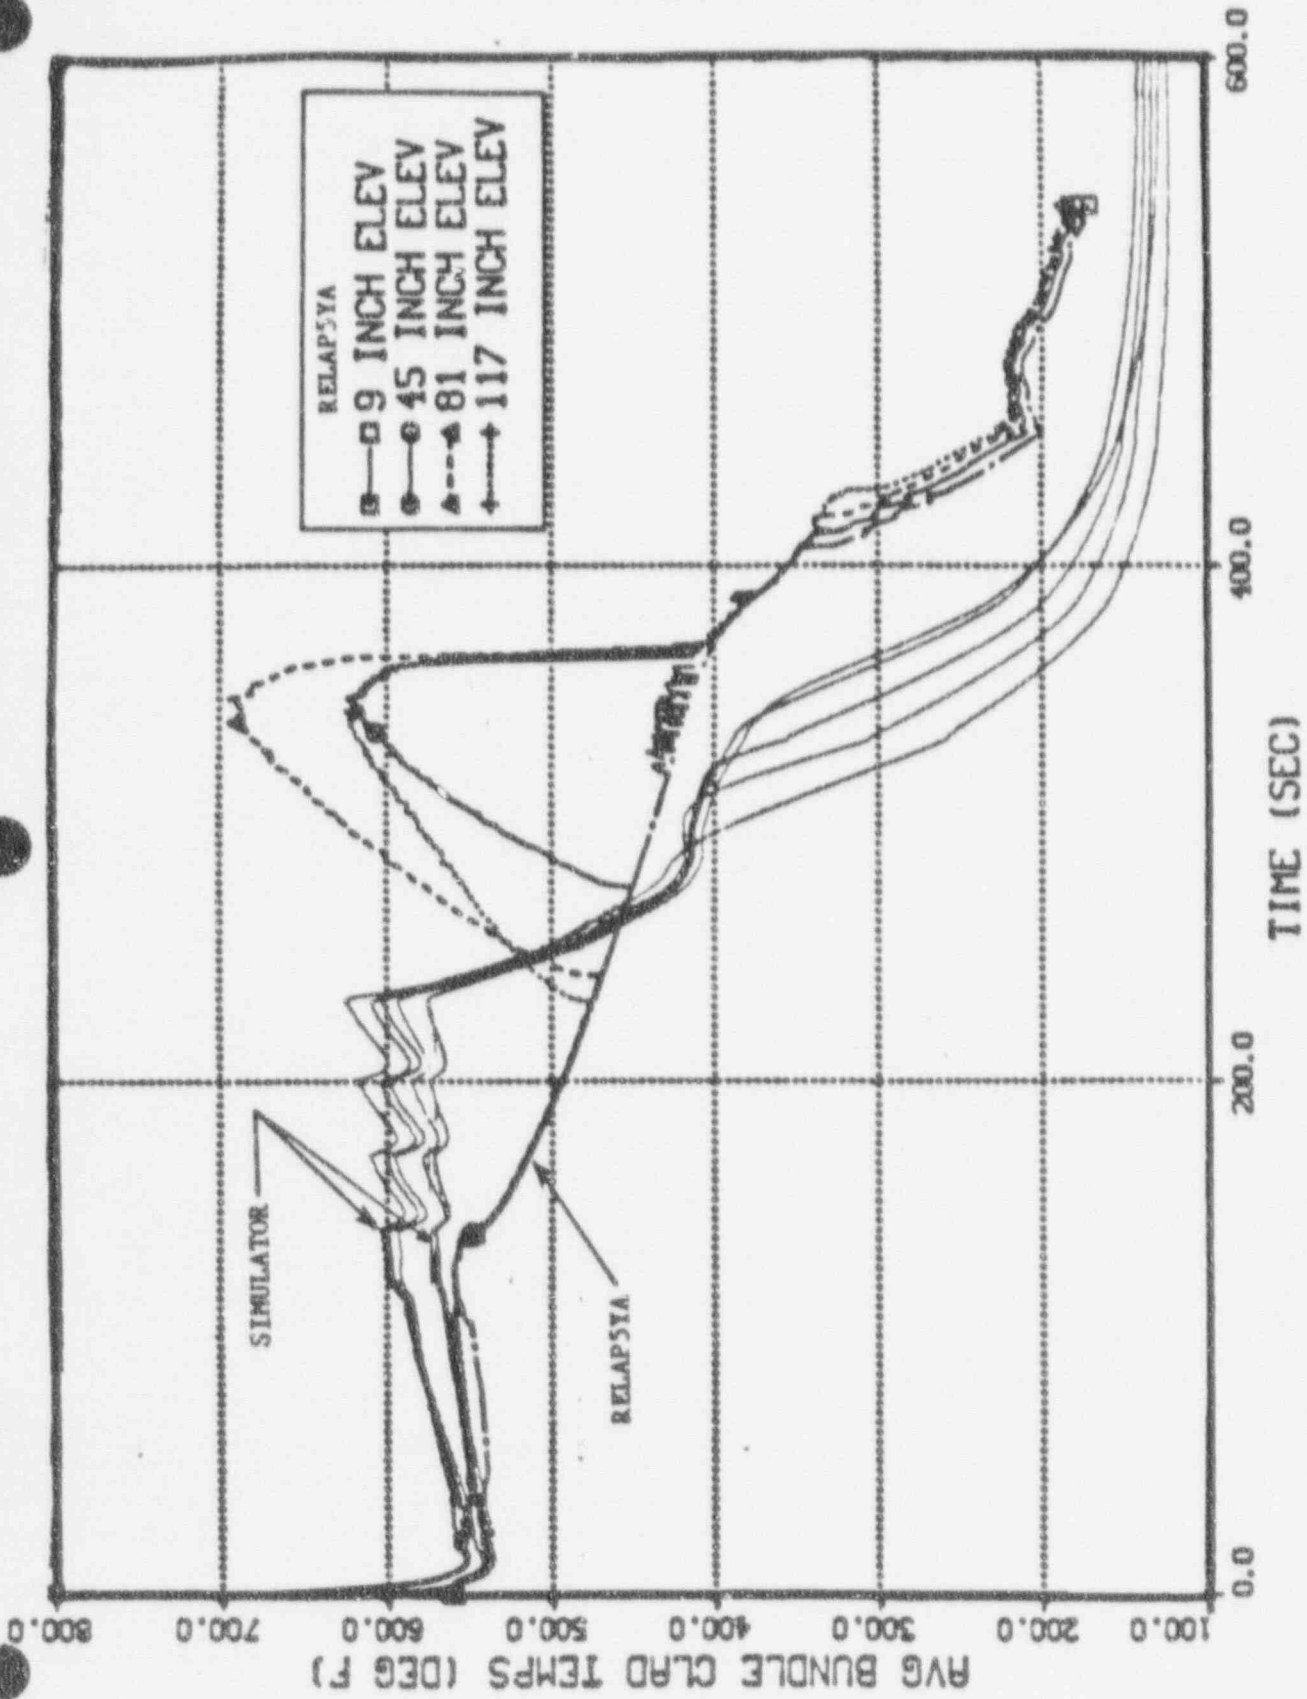 AVG BUNDLE CLAD TEMPS (DEG F)
800.0
700.0
600.0
500.0
400.0
300.0
200.0
100.0
SIMULATOR
RELAP5YA
RELAP5YA
9 INCH ELEV
45 INCH ELEV
81 INCH ELEV
117 INCH ELEV
0.0
200.0
400.0
600.0
TIME (SEC)